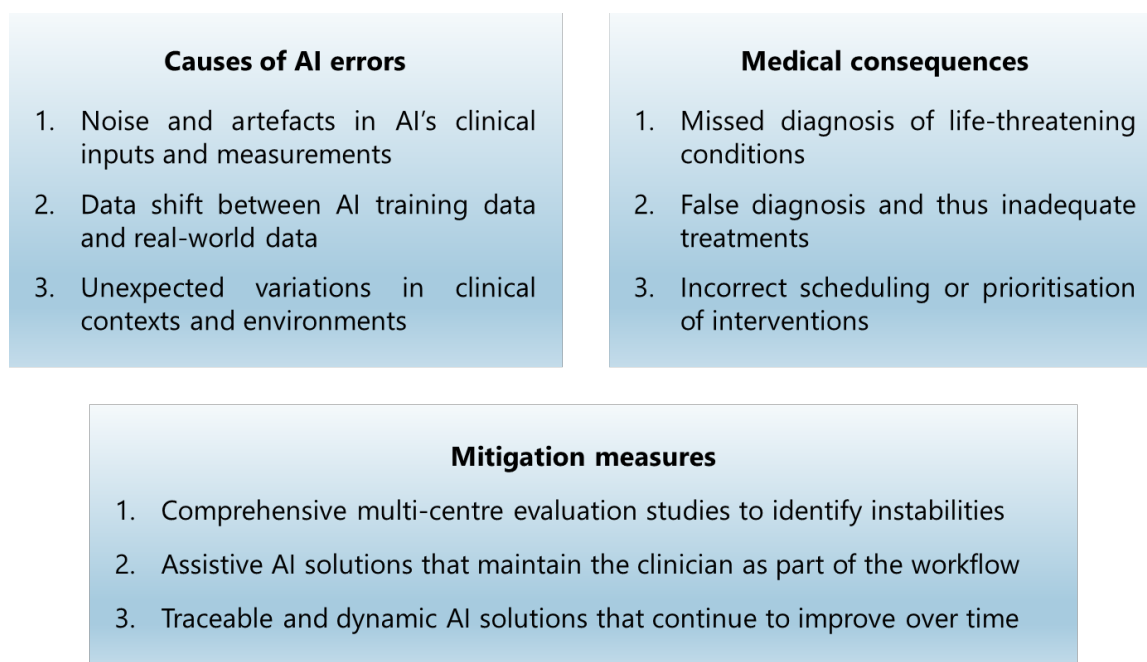 Causes of AI errors
1. Noise and artefacts in AI's clinical
inputs and measurements
2. Data shift between AI training data
and real-world data
3. Unexpected variations in clinical
contexts and environments
Medical consequences
1. Missed diagnosis of life-threatening
conditions
2. False diagnosis and thus inadequate
treatments
3. Incorrect scheduling or prioritisation
of interventions
Mitigation measures
1. Comprehensive multi-centre evaluation studies to identify instabilities
2. Assistive AI solutions that maintain the clinician as part of the workflow
3. Traceable and dynamic AI solutions that continue to improve over time